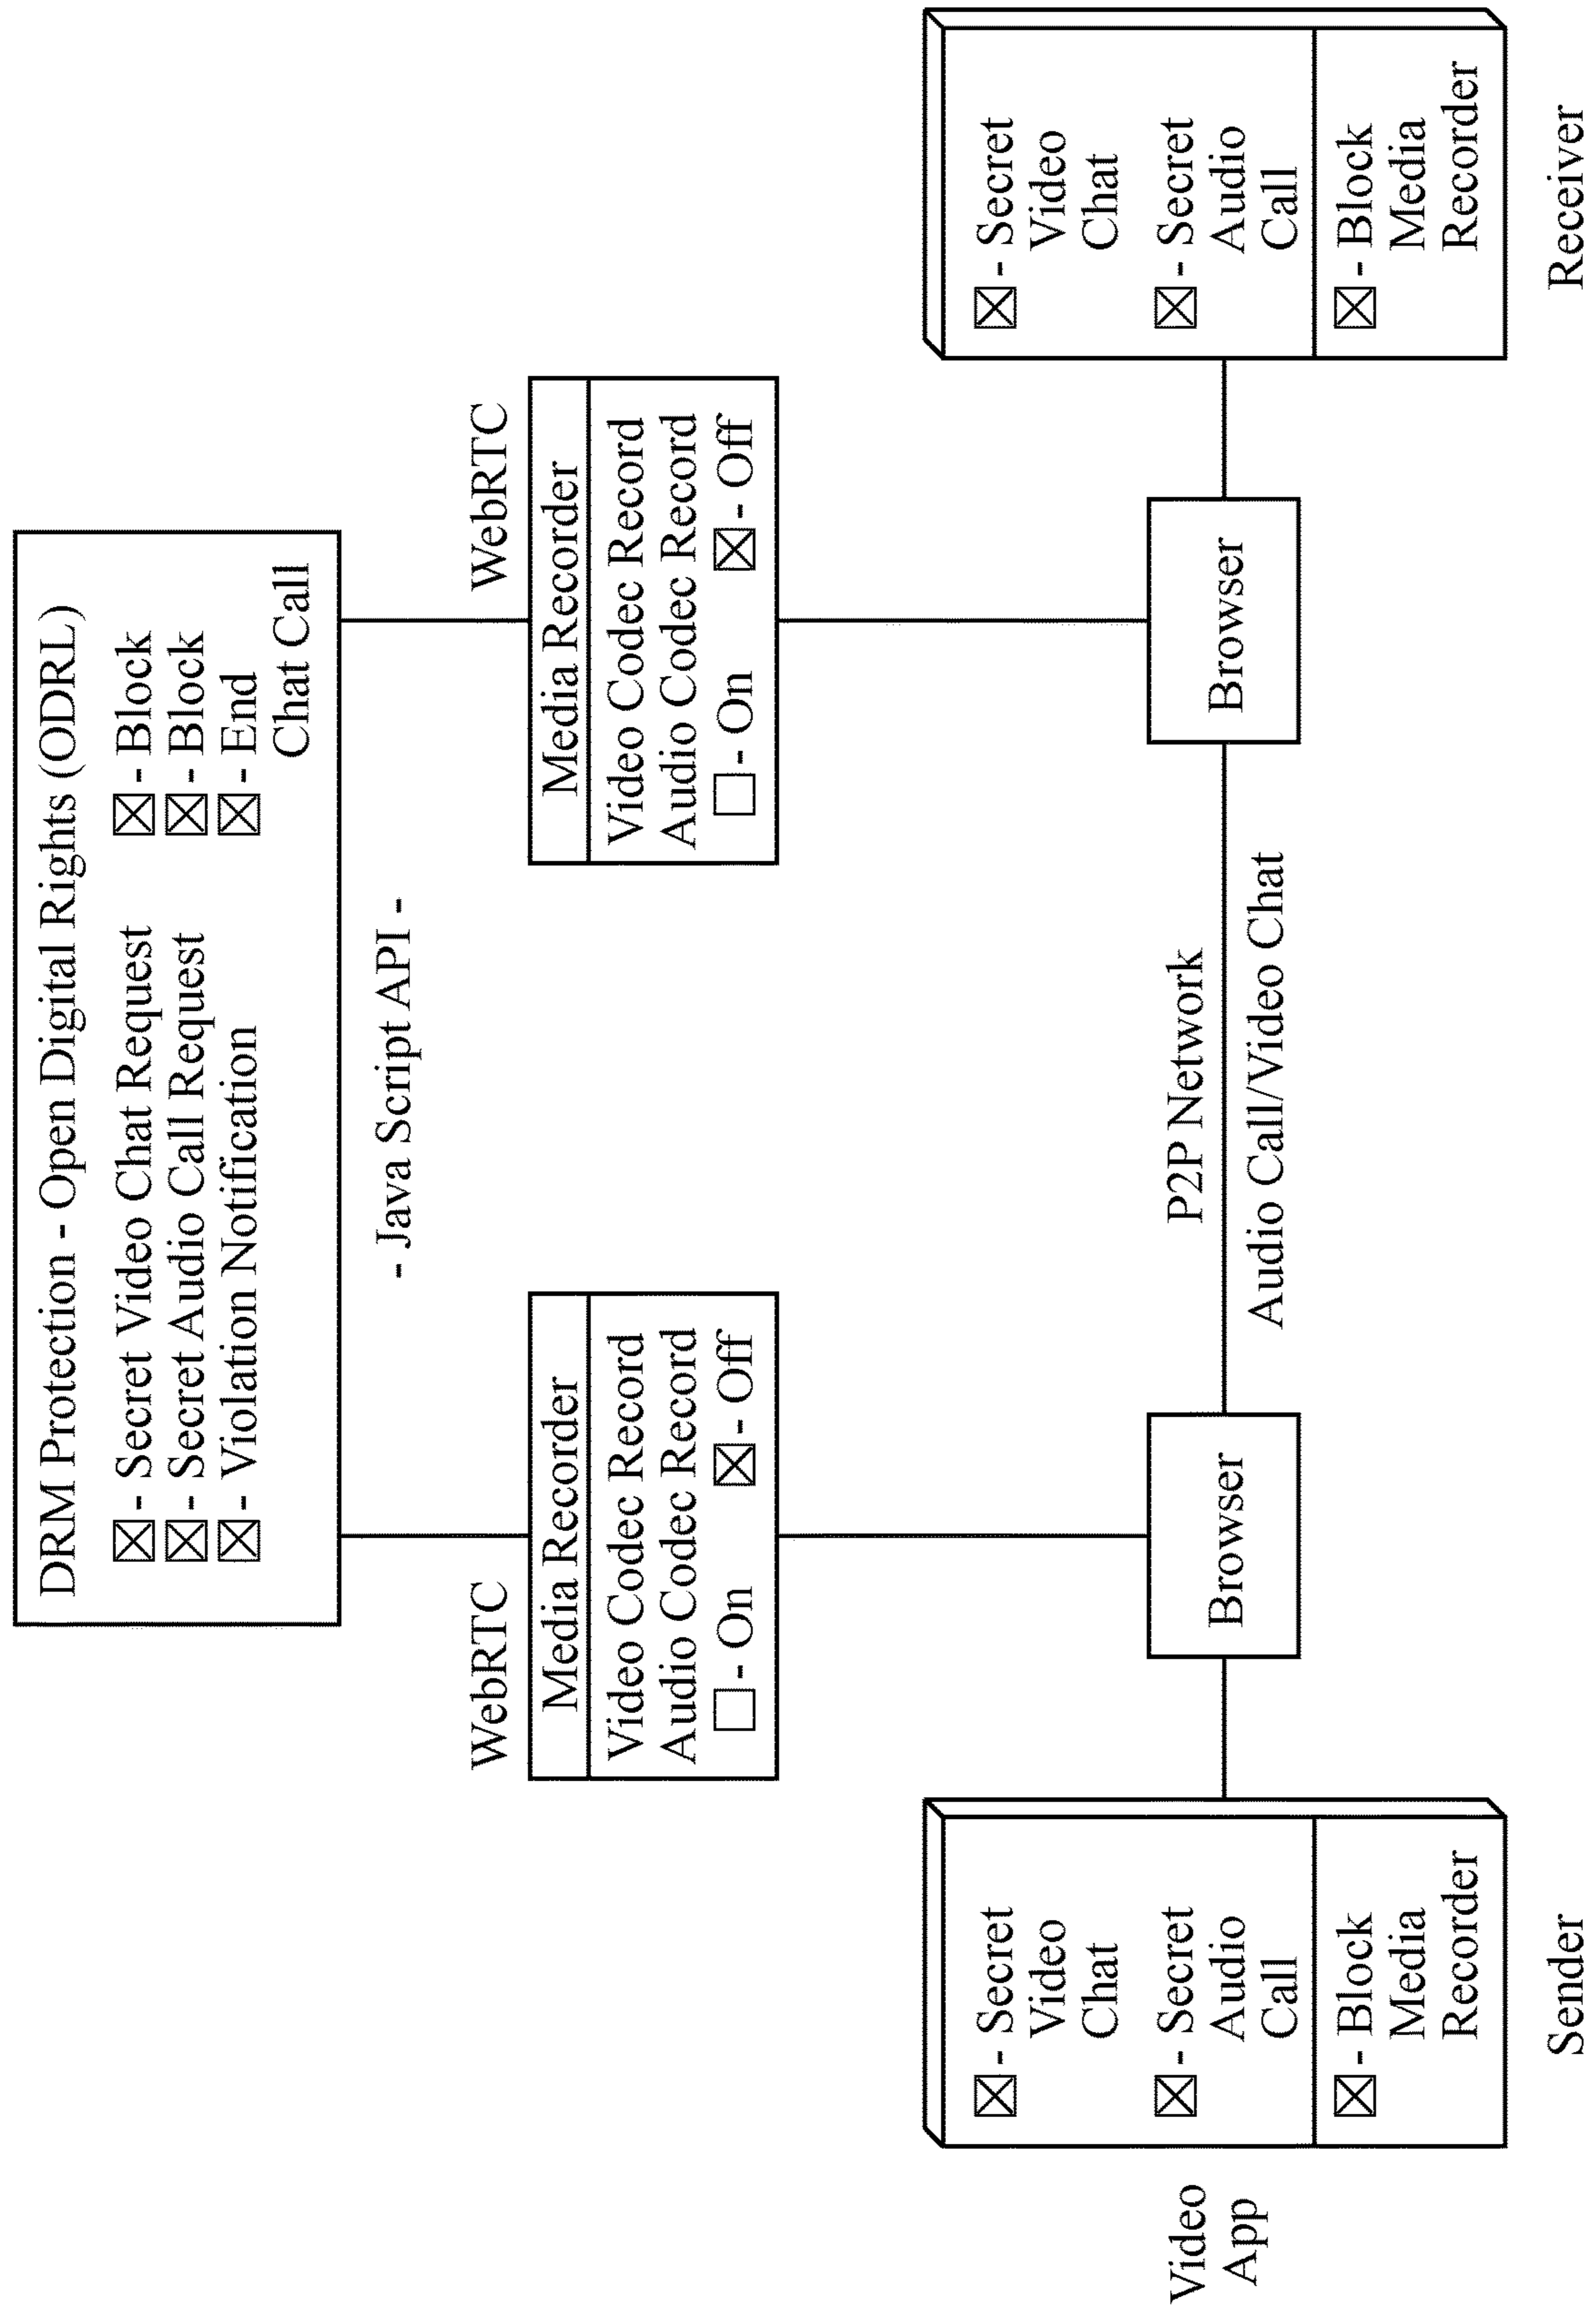 DRM Protection - Open Digital Rights (ODRL)
☒ - Secret Video Chat Request ☒ - Block
☒ - Secret Audio Call Request ☒ - Block
☒ - Violation Notification ☒ - End
Chat Call
- Java Script API -
WebRTC
Media Recorder
Video Codec Record
Audio Codec Record
☐ - On ☒ - Off
WebRTC
Media Recorder
Video Codec Record
Audio Codec Record
☐ - On ☒ - Off
Video
App
☒ - Secret
Video
Chat
☒ - Secret
Audio
Call
☒ - Block
Media
Recorder
Sender
Browser
P2P Network
Audio Call/Video Chat
Browser
☒ - Secret
Video
Chat
☒ - Secret
Audio
Call
☒ - Block
Media
Recorder
Receiver